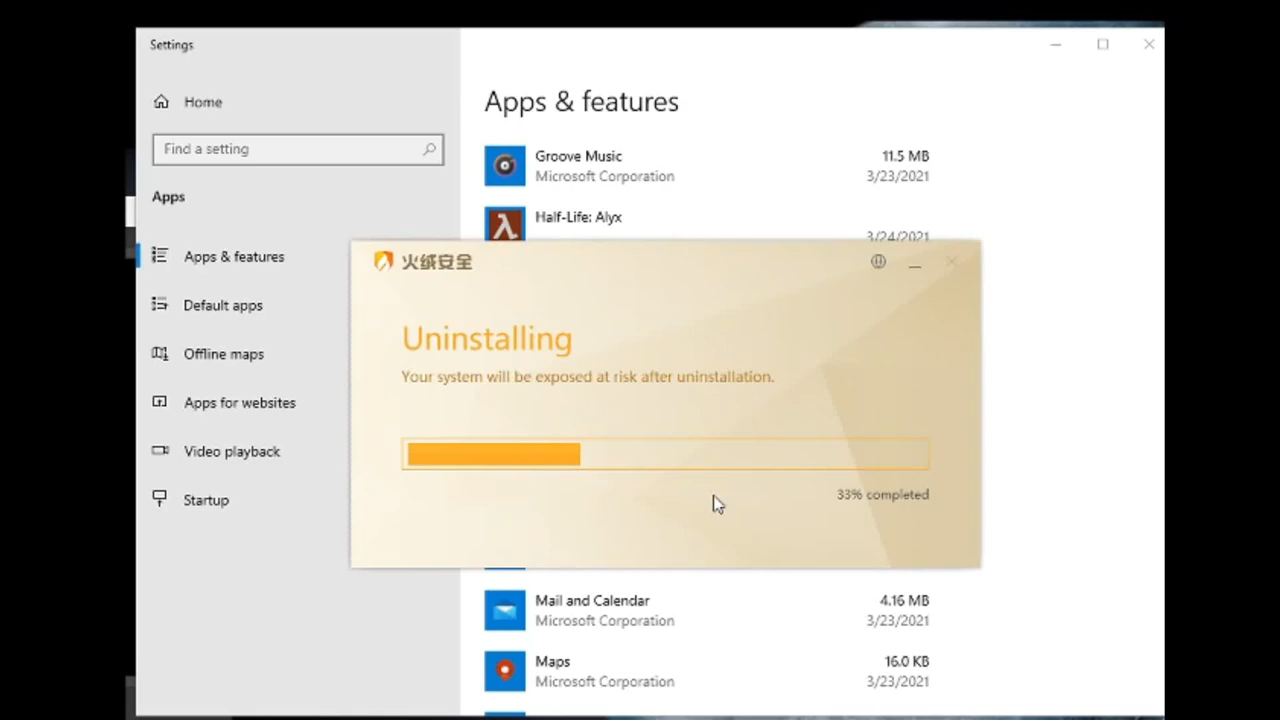 Settings
Home
Find a setting
Apps
Apps & features
Default apps
Offline maps
Apps for websites
Video playback
Startup
Apps & features
Groove Music 11.5 MB
Microsoft Corporation 3/23/2021
Half-Life: Alyx
3/24/2021
火绒安全
Uninstalling
Your system will be exposed at risk after uninstallation.
33% completed
Mail and Calendar 4.16 MB
Microsoft Corporation 3/23/2021
Maps 16.0 KB
Microsoft Corporation 3/23/2021